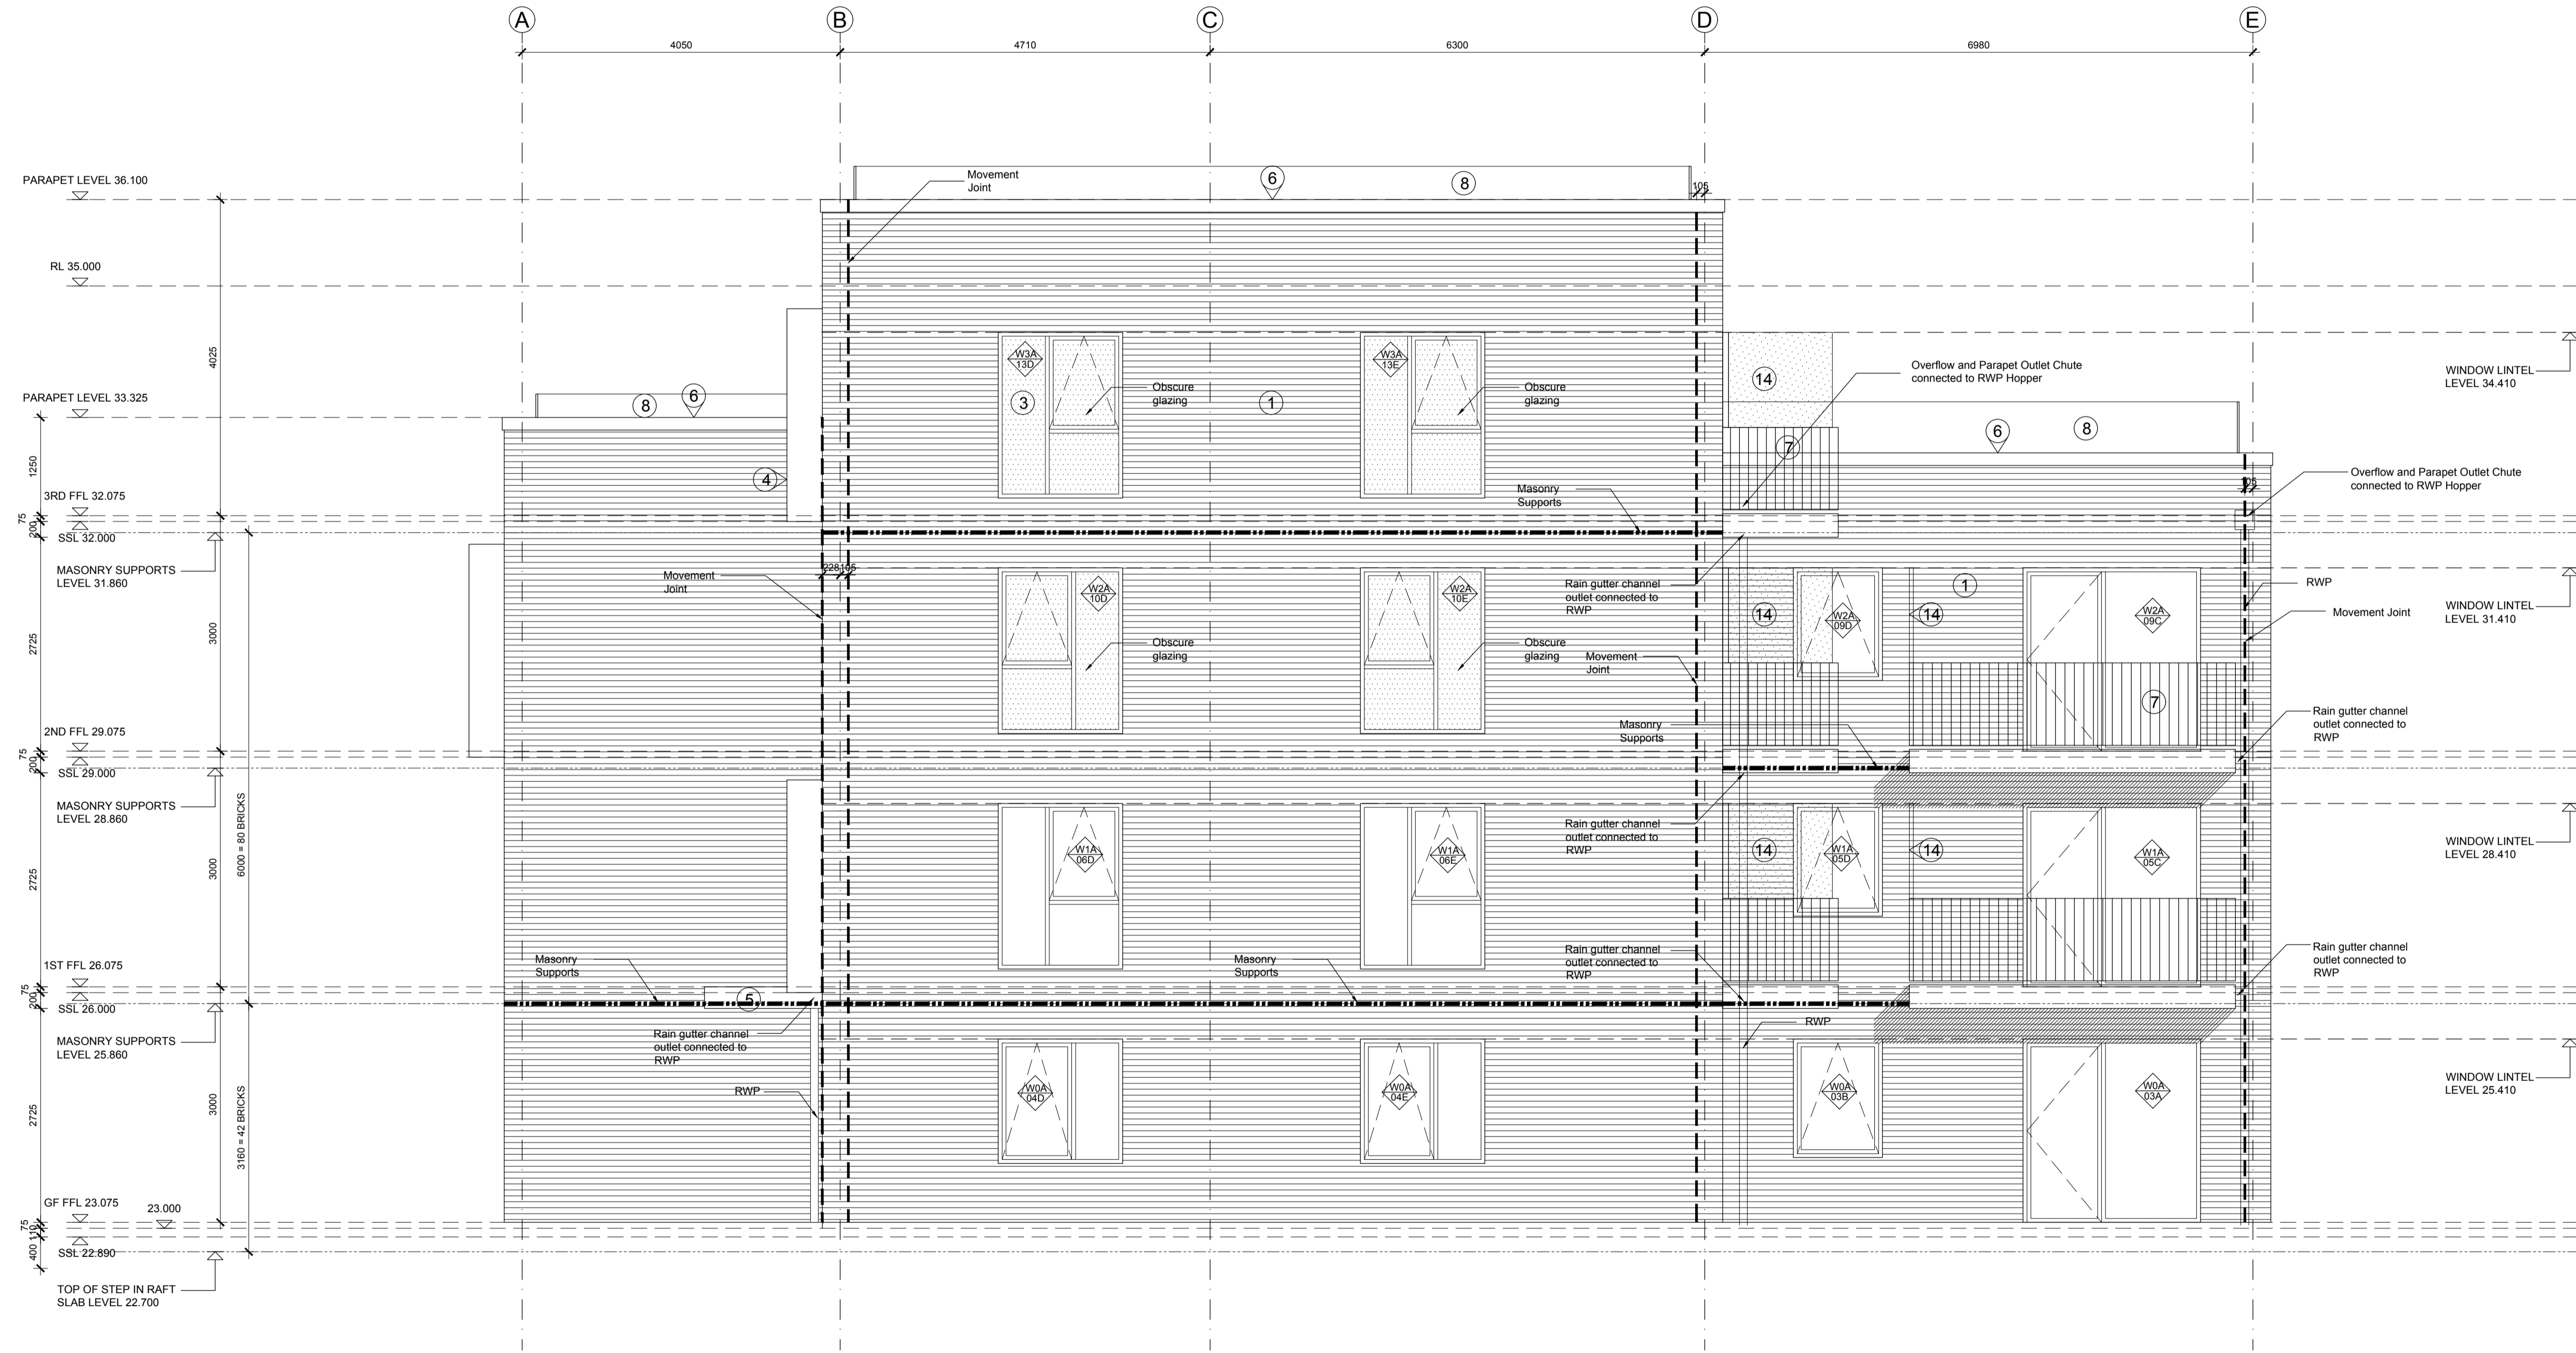 A
B
C
D
E
4050
4710
6300
6980
PARAPET LEVEL 36.100
Movement
Joint
6
8
105
RL 35.000
4025
W3A
13D
3
Obscure
glazing
1
W3A
13E
Obscure
glazing
14
Overflow and Parapet Outlet Chute
connected to RWP Hopper
WINDOW LINTEL
LEVEL 34.410
PARAPET LEVEL 33.325
8
6
7
6
8
1250
4
Overflow and Parapet Outlet Chute
connected to RWP Hopper
105
3RD FFL 32.075
75
200
SSL 32.000
Masonry
Supports
MASONRY SUPPORTS
LEVEL 31.860
Movement
Joint
228
105
W2A
10D
W2A
10E
Rain gutter channel
outlet connected to
RWP
14
W2A
09D
14
1
W2A
09C
RWP
Movement Joint
WINDOW LINTEL
LEVEL 31.410
2725
3000
Obscure
glazing
Obscure
glazing
Movement
Joint
7
2ND FFL 29.075
75
200
SSL 29.000
Masonry
Supports
Rain gutter channel
outlet connected to
RWP
MASONRY SUPPORTS
LEVEL 28.860
6000 = 80 BRICKS
2725
3000
W1A
06D
W1A
06E
Rain gutter channel
outlet connected to
RWP
14
W1A
05D
14
W1A
05C
WINDOW LINTEL
LEVEL 28.410
1ST FFL 26.075
75
200
SSL 26.000
Masonry
Supports
5
Masonry
Supports
Rain gutter channel
outlet connected to
RWP
Rain gutter channel
outlet connected to
RWP
MASONRY SUPPORTS
LEVEL 25.860
Rain gutter channel
outlet connected to
RWP
RWP
2725
3000
3160 = 42 BRICKS
RWP
W0A
04D
W0A
04E
W0A
03B
W0A
03A
WINDOW LINTEL
LEVEL 25.410
GF FFL 23.075
23.000
75
110
400
SSL 22.890
TOP OF STEP IN RAFT
SLAB LEVEL 22.700